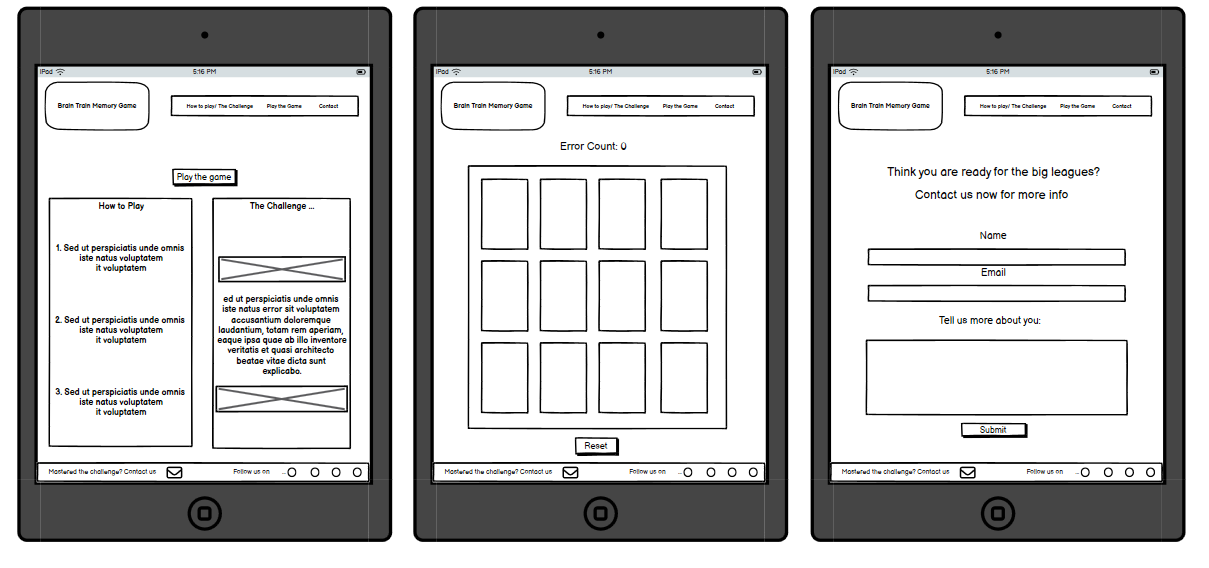 iPad 5:16 PM
Brain Train Memory Game
How to play/ The Challenge Play the Game Contact
Play the game
How to Play
1. Sed ut perspiciatis unde omnis
iste natus voluptatem
it voluptatem
2. Sed ut perspiciatis unde omnis
iste natus voluptatem
it voluptatem
3. Sed ut perspiciatis unde omnis
iste natus voluptatem
it voluptatem
The Challenge ...
ed ut perspiciatis unde omnis
iste natus error sit voluptatem
accusantium doloremque
laudantium, totam rem aperiam,
eaque ipsa quae ab illo inventore
veritatis et quasi architecto
beatae vitae dicta sunt
explicabo.
Mastered the challenge? Contact us Follow us on ...
iPad 5:16 PM
Brain Train Memory Game
How to play/ The Challenge Play the Game Contact
Error Count: 0
Reset
Mastered the challenge? Contact us Follow us on ...
iPad 5:16 PM
Brain Train Memory Game
How to play/ The Challenge Play the Game Contact
Think you are ready for the big leagues?
Contact us now for more info
Name
Email
Tell us more about you:
Submit
Mastered the challenge? Contact us Follow us on ...